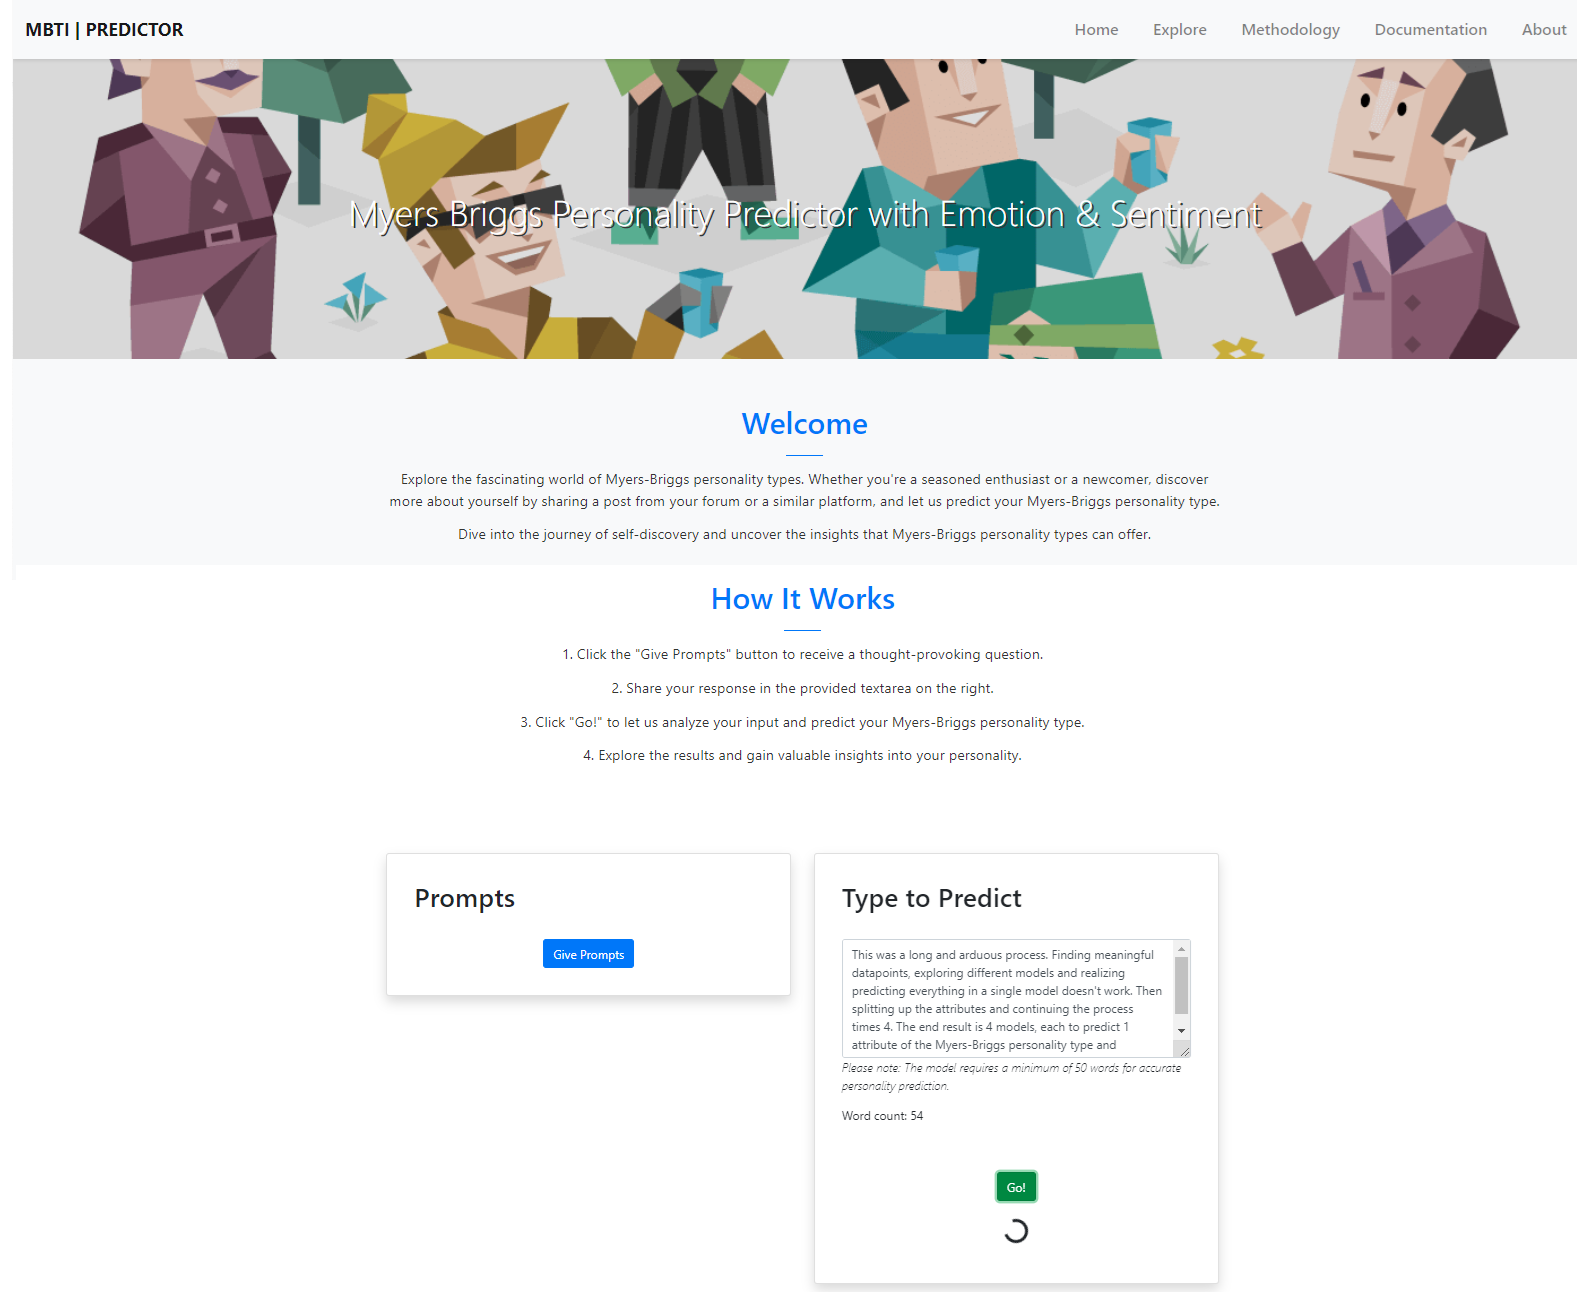 MBTI | PREDICTOR
Home Explore Methodology Documentation About
Myers Briggs Personality Predictor with Emotion & Sentiment
Welcome
Explore the fascinating world of Myers-Briggs personality types. Whether you're a seasoned enthusiast or a newcomer, discover
more about yourself by sharing a post from your forum or a similar platform, and let us predict your Myers-Briggs personality type.
Dive into the journey of self-discovery and uncover the insights that Myers-Briggs personality types can offer.
How It Works
1. Click the "Give Prompts" button to receive a thought-provoking question.
2. Share your response in the provided textarea on the right.
3. Click "Go!" to let us analyze your input and predict your Myers-Briggs personality type.
4. Explore the results and gain valuable insights into your personality.
Prompts
Give Prompts
Type to Predict
This was a long and arduous process. Finding meaningful
datapoints, exploring different models and realizing
predicting everything in a single model doesn't work. Then
splitting up the attributes and continuing the process
times 4. The end result is 4 models, each to predict 1
attribute of the Myers-Briggs personality type and
Please note: The model requires a minimum of 50 words for accurate
personality prediction.
Word count: 54
Go!